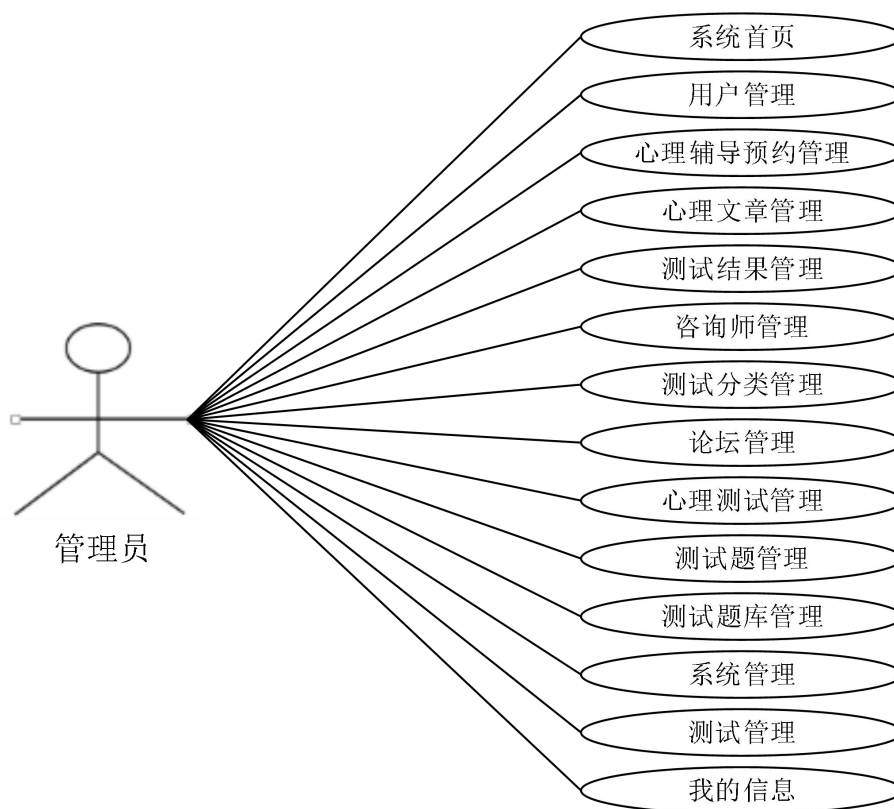 系统首页
用户管理
心理辅导预约管理
心理文章管理
测试结果管理
咨询师管理
测试分类管理
论坛管理
心理测试管理
测试题管理
测试题库管理
系统管理
测试管理
我的信息
管理员